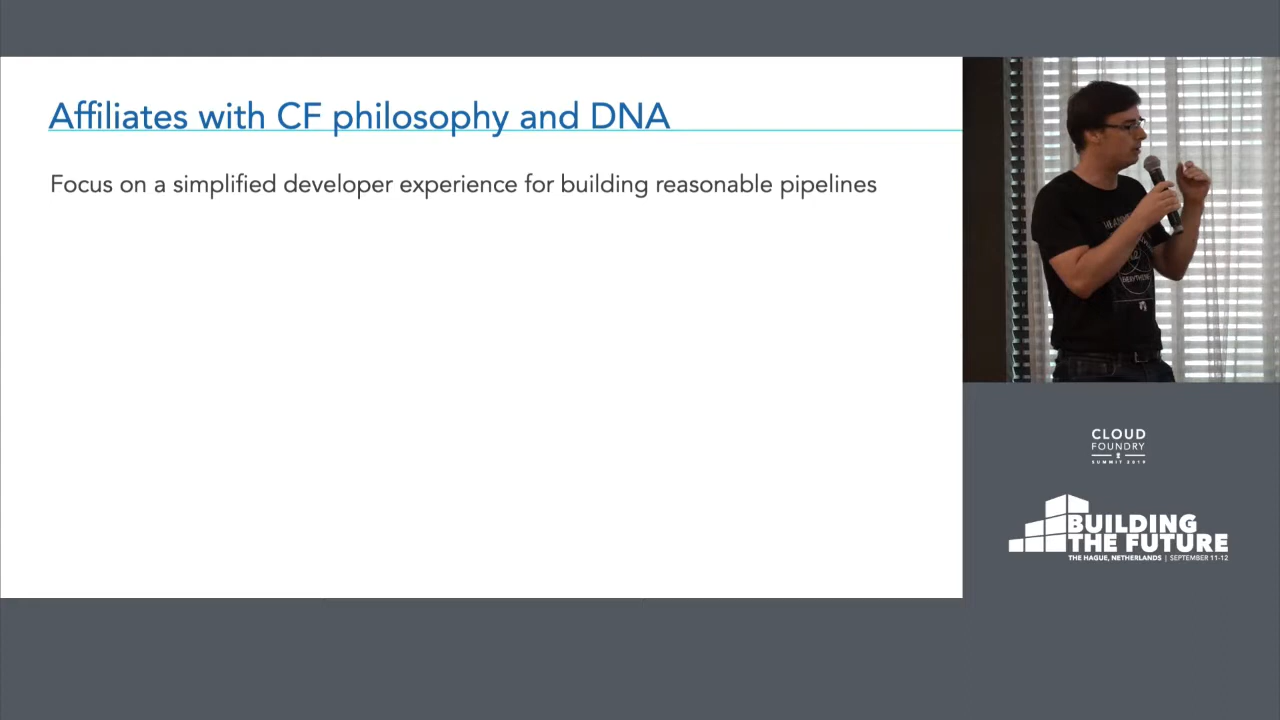 Affiliates with CF philosophy and DNA
Focus on a simplified developer experience for building reasonable pipelines
CLOUD
FOUNDRY
SUMMIT 2019
BUILDING
THE FUTURE
THE HAGUE, NETHERLANDS | SEPTEMBER 11-12